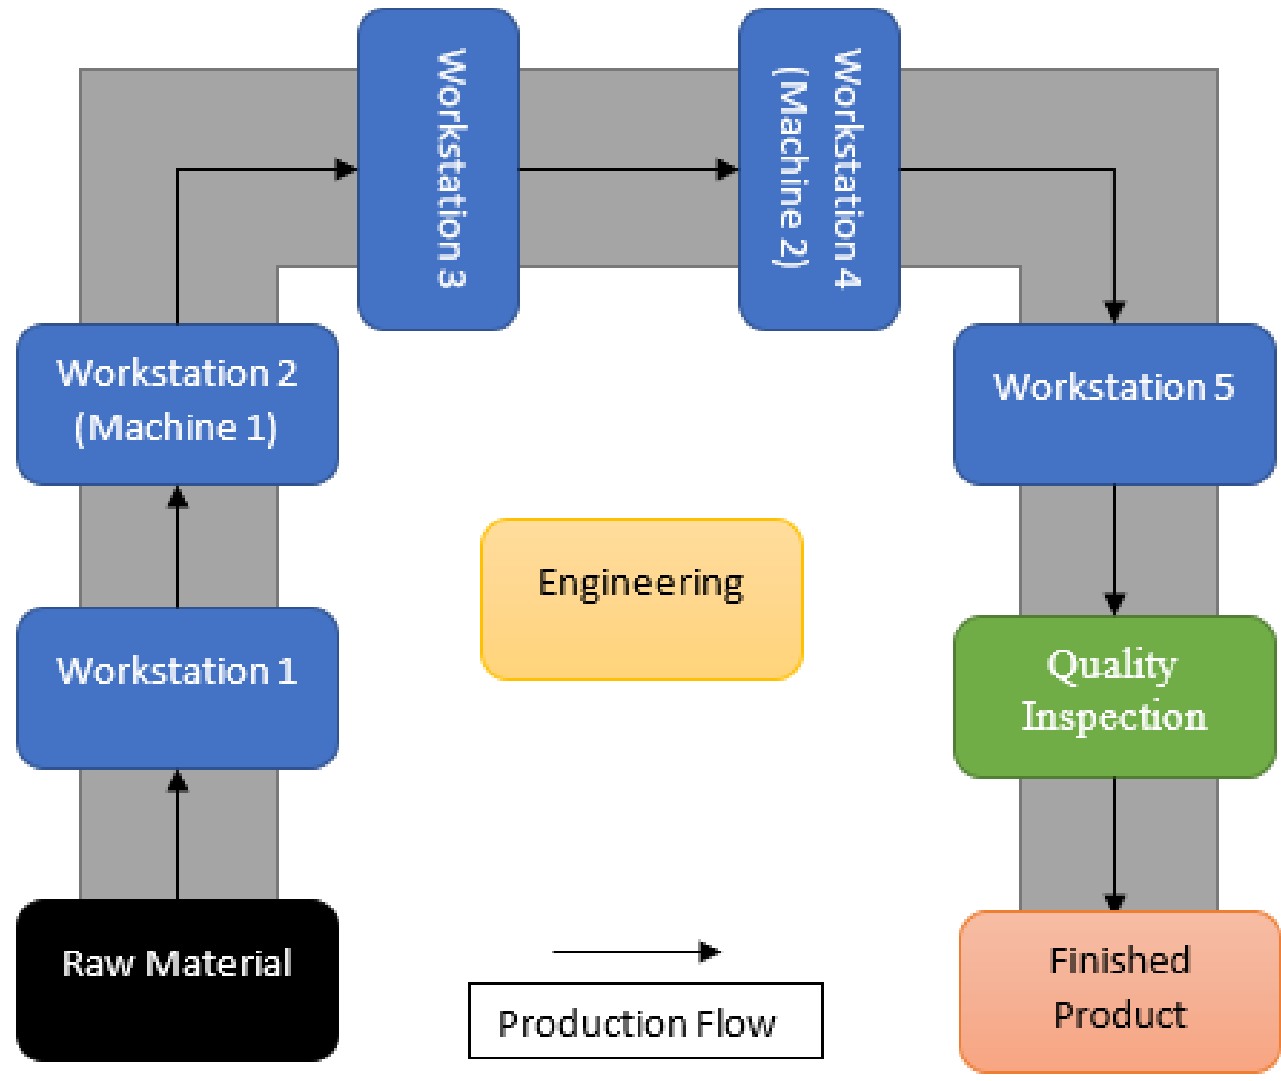 Workstation 3
Workstation 4
(Machine 2)
Workstation 2
(Machine 1)
Workstation 5
Engineering
Workstation 1
Quality
Inspection
Raw Material
Finished
Product
Production Flow